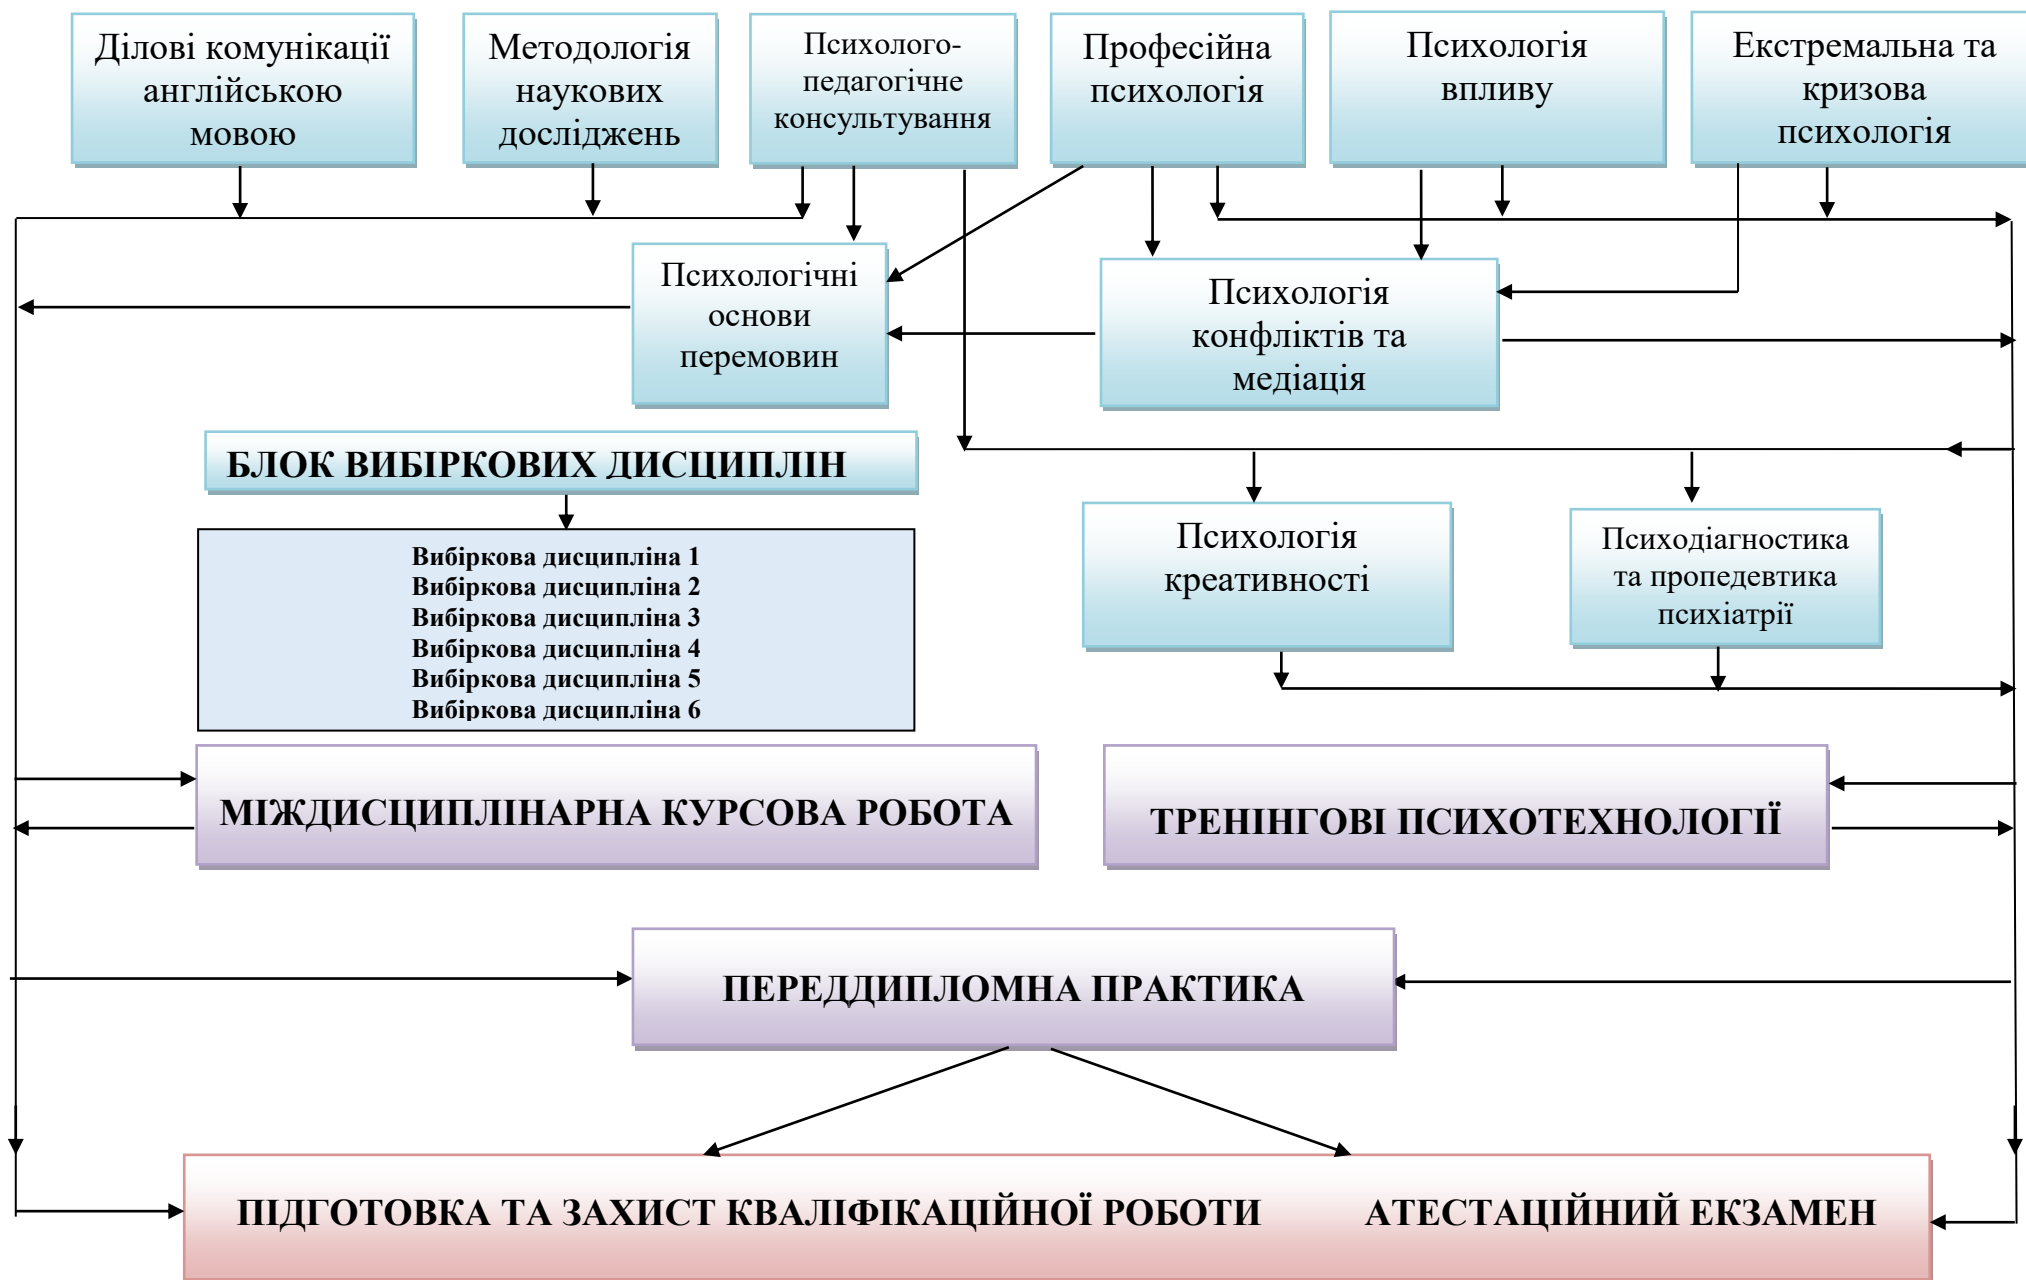 Ділові комунікації
англійською
мовою
Методологія
наукових
досліджень
Психолого-
педагогічне
консультування
Професійна
психологія
Психологія
впливу
Екстремальна та
кризова
психологія
Психологічні
основи
перемовин
Психологія
конфліктів та
медіація
БЛОК ВИБІРКОВИХ ДИСЦИПЛІН
Вибіркова дисципліна 1
Вибіркова дисципліна 2
Вибіркова дисципліна 3
Вибіркова дисципліна 4
Вибіркова дисципліна 5
Вибіркова дисципліна 6
Психологія
креативності
Психодіагностика
та пропедевтика
психіатрії
МІЖДИСЦИПЛІНАРНА КУРСОВА РОБОТА
ТРЕНІНГОВІ ПСИХОТЕХНОЛОГІЇ
ПЕРЕДДИПЛОМНА ПРАКТИКА
ПІДГОТОВКА ТА ЗАХИСТ КВАЛІФІКАЦІЙНОЇ РОБОТИ АТЕСТАЦІЙНИЙ ЕКЗАМЕН